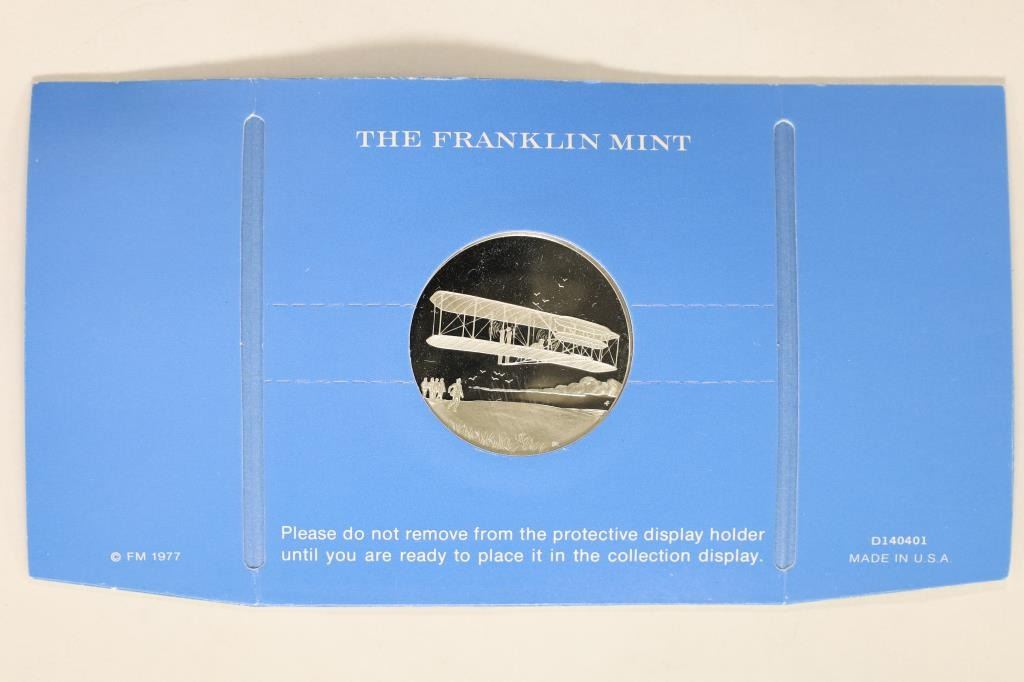 THE FRANKLIN MINT
Please do not remove from the protective display holder
until you are ready to place it in the collection display.
© FM 1977
D140401
MADE IN U.S.A.